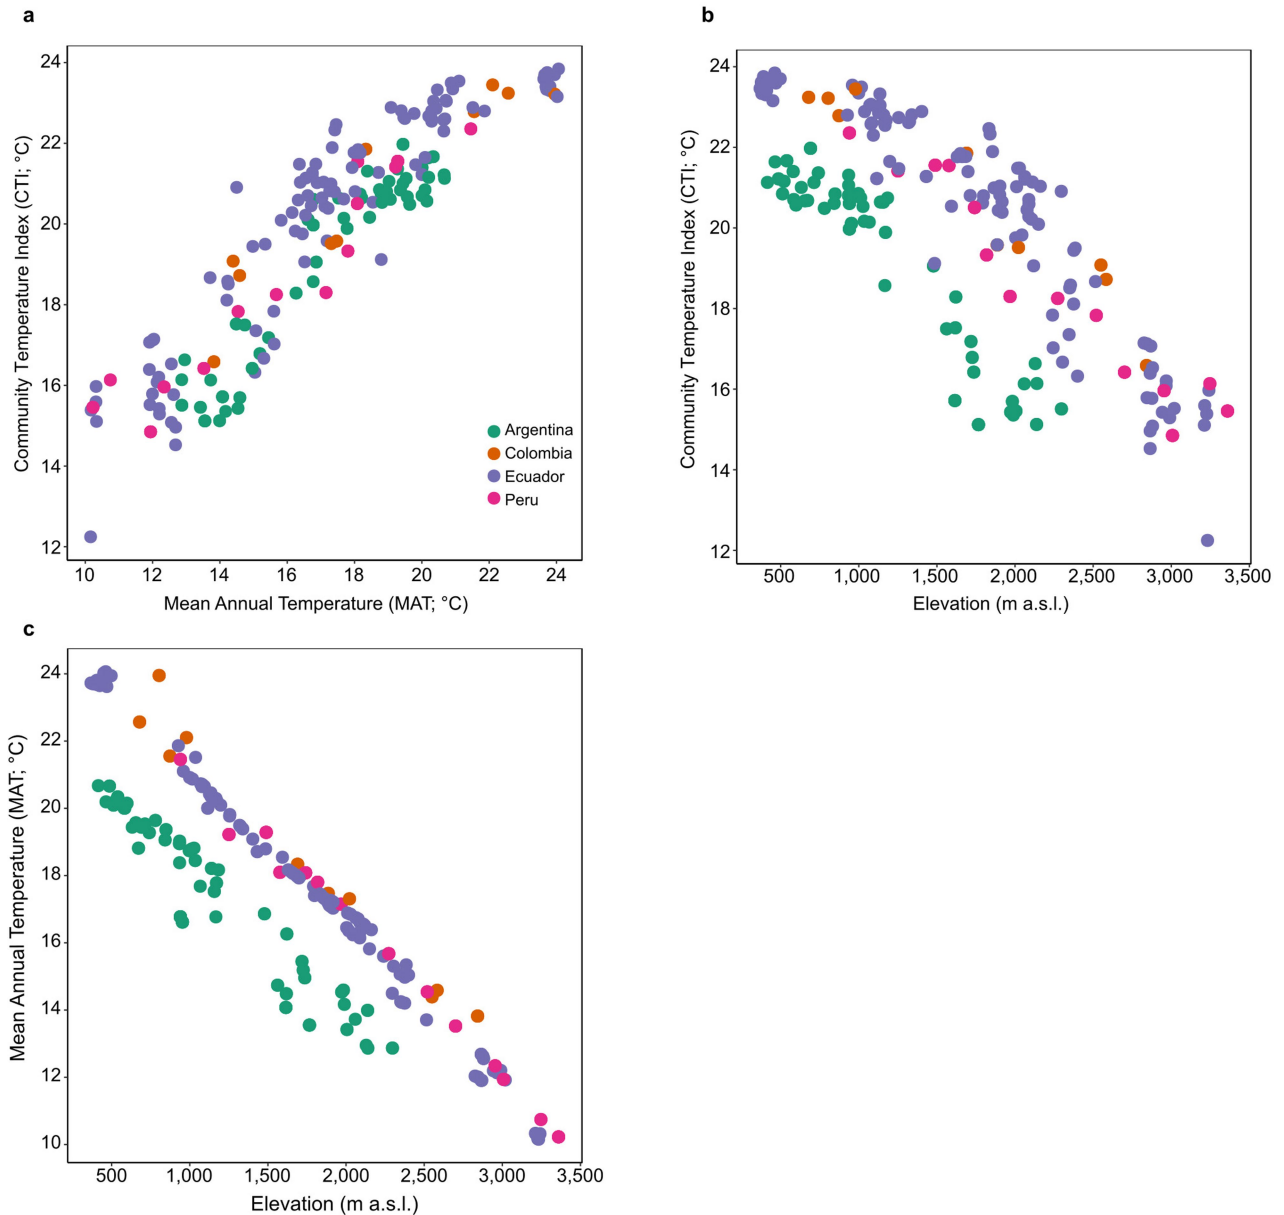 a
Community Temperature Index (CTI; °C)
24
22
20
18
16
14
12
Argentina
Colombia
Ecuador
Peru
10 12 14 16 18 20 22 24
Mean Annual Temperature (MAT; °C)
b
Community Temperature Index (CTI; °C)
24
22
20
18
16
14
12
500 1,000 1,500 2,000 2,500 3,000 3,500
Elevation (m a.s.l.)
c
Mean Annual Temperature (MAT; °C)
24
22
20
18
16
14
12
10
500 1,000 1,500 2,000 2,500 3,000 3,500
Elevation (m a.s.l.)